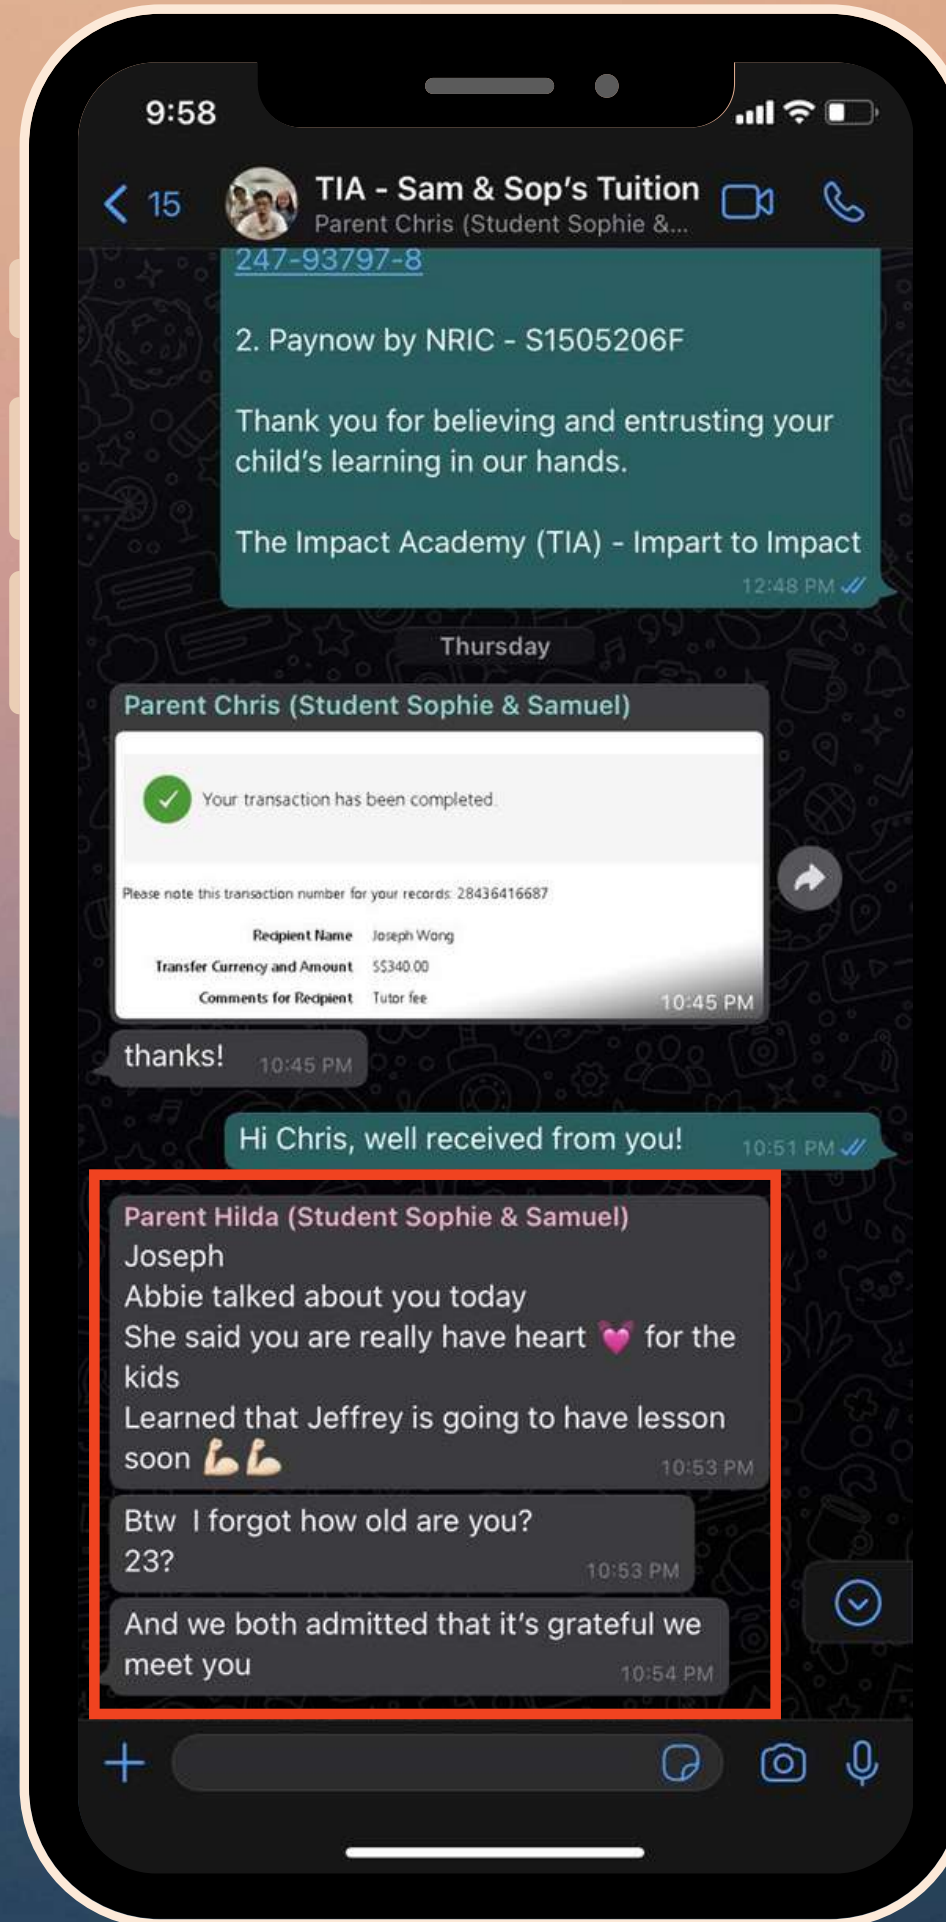 9:58
15
TIA - Sam & Sop's Tuition
Parent Chris (Student Sophie &...
247-93797-8
2. Paynow by NRIC - S1505206F
Thank you for believing and entrusting your
child's learning in our hands.
The Impact Academy (TIA) - Impart to Impact
12:48 PM
Thursday
Parent Chris (Student Sophie & Samuel)
Your transaction has been completed.
Please note this transaction number for your records: 28436416687
Recipient Name Joseph Wong
Transfer Currency and Amount S$340.00
Comments for Recipient Tutor fee
10:45 PM
thanks!
10:45 PM
Hi Chris, well received from you!
10:51 PM
Parent Hilda (Student Sophie & Samuel)
Joseph
Abbie talked about you today
She said you are really have heart 💓 for the
kids
Learned that Jeffrey is going to have lesson
soon 💪🏻💪🏻
10:53 PM
Btw I forgot how old are you?
23?
10:53 PM
And we both admitted that it's grateful we
meet you
10:54 PM